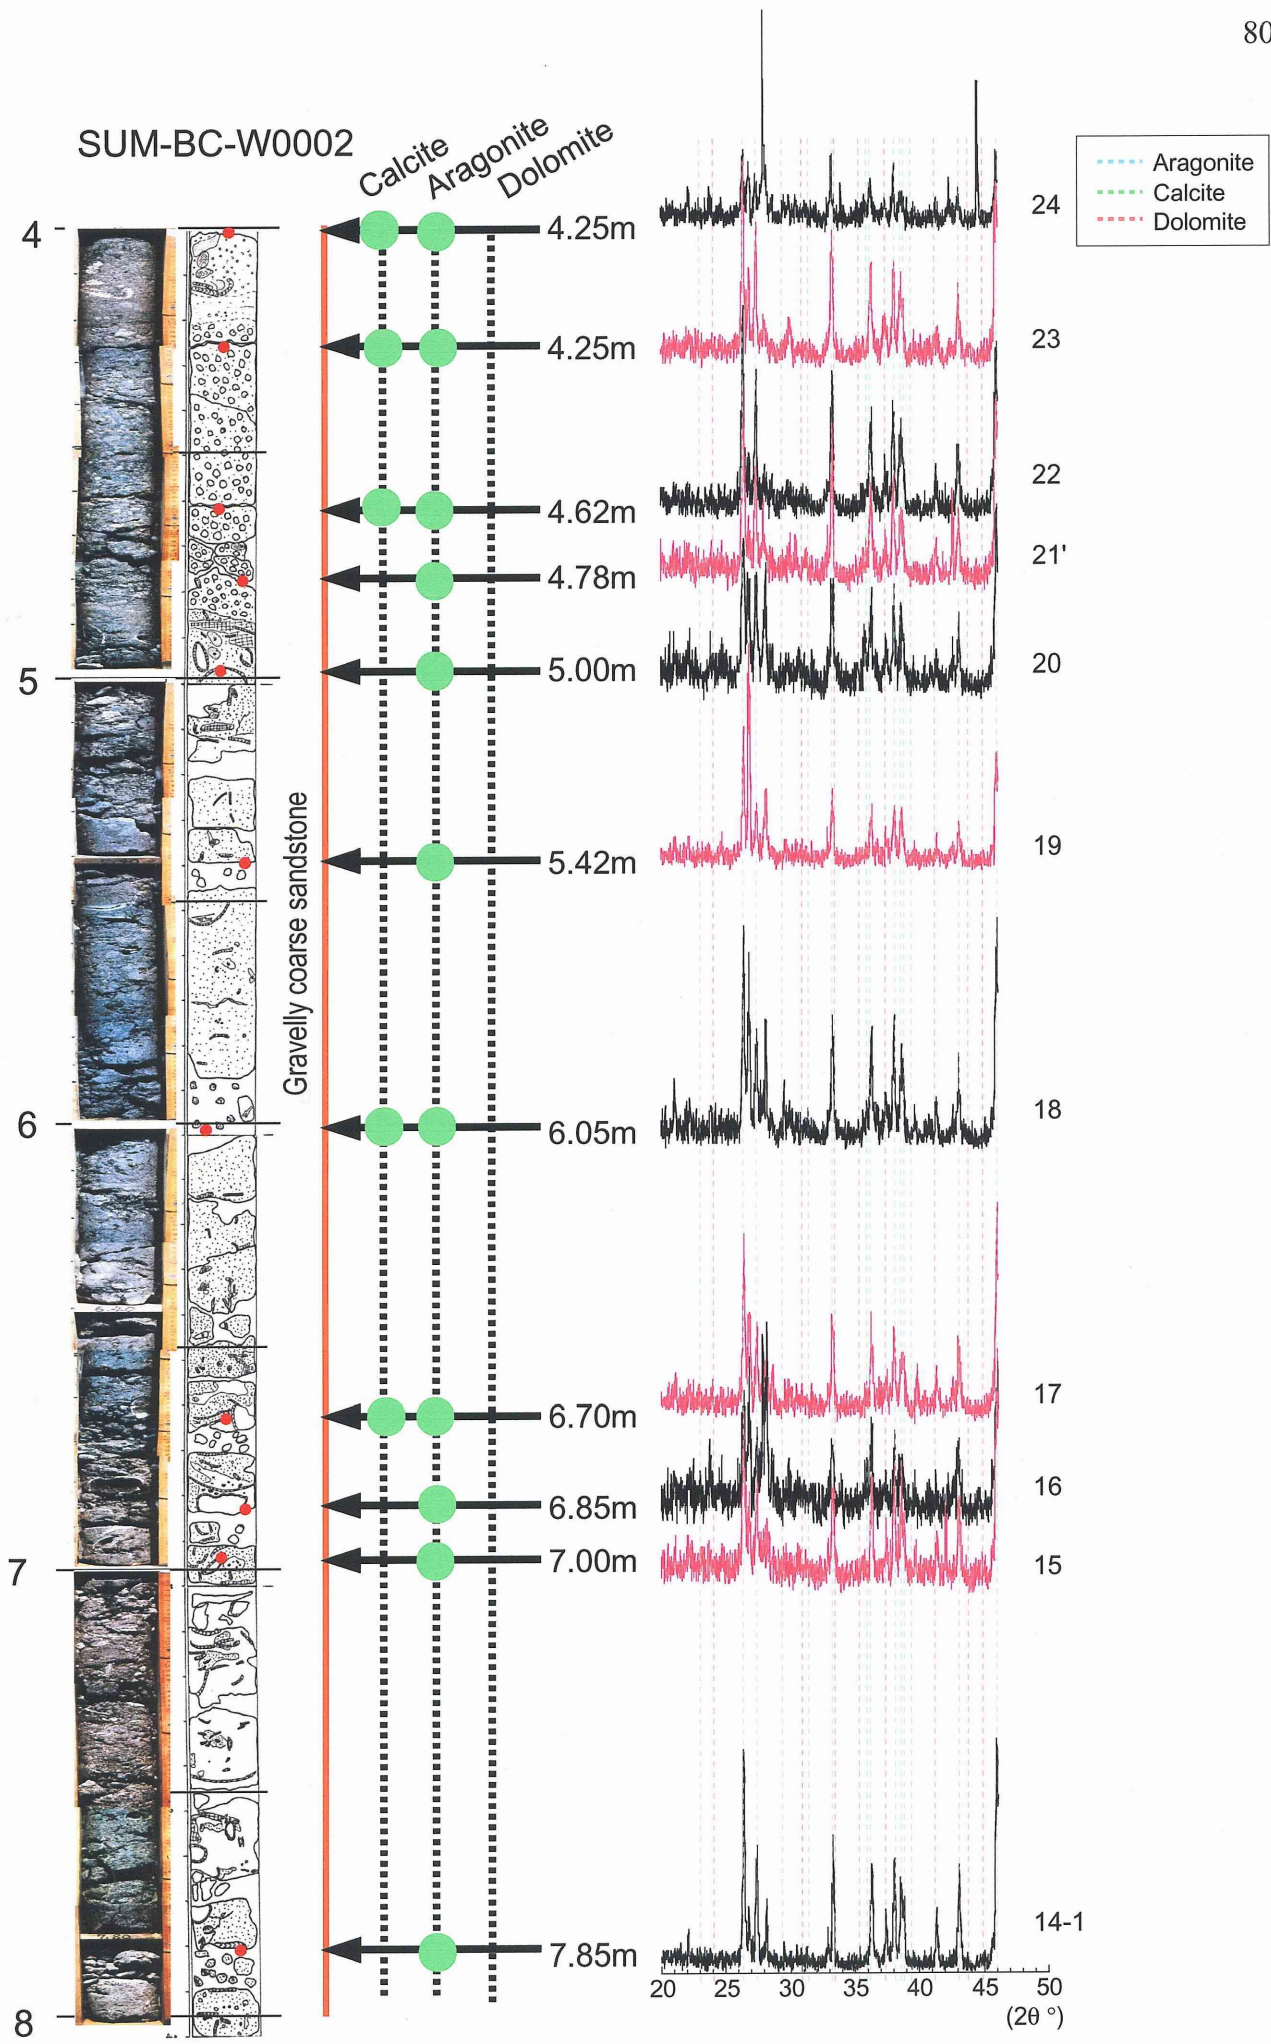 80
SUM-BC-W0002
Calcite
Aragonite
Dolomite
Aragonite
Calcite
Dolomite
4
4.25m
24
4.25m
23
4.62m
22
4.78m
21'
5
5.00m
20
5.42m
19
Gravelly coarse sandstone
6
6.05m
18
6.70m
17
6.85m
16
7
7.00m
15
7.85m
14-1
8
20 25 30 35 40 45 50
(2θ °)